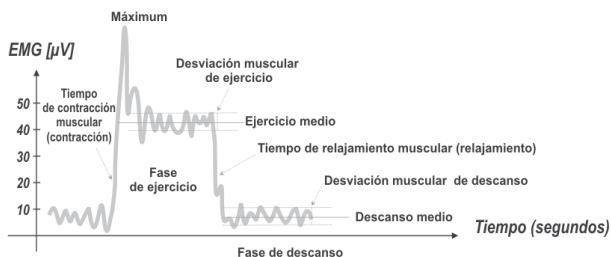 Máximum
EMG [µV]
Desviación muscular
de ejercicio
Tiempo
de contracción
muscular
(contracción)
50
40
30
20
10
Ejercicio medio
Tiempo de relajamiento muscular (relajamiento)
Fase
de ejercicio
Desviación muscular de descanso
Descanso medio
Tiempo (segundos)
Fase de descanso